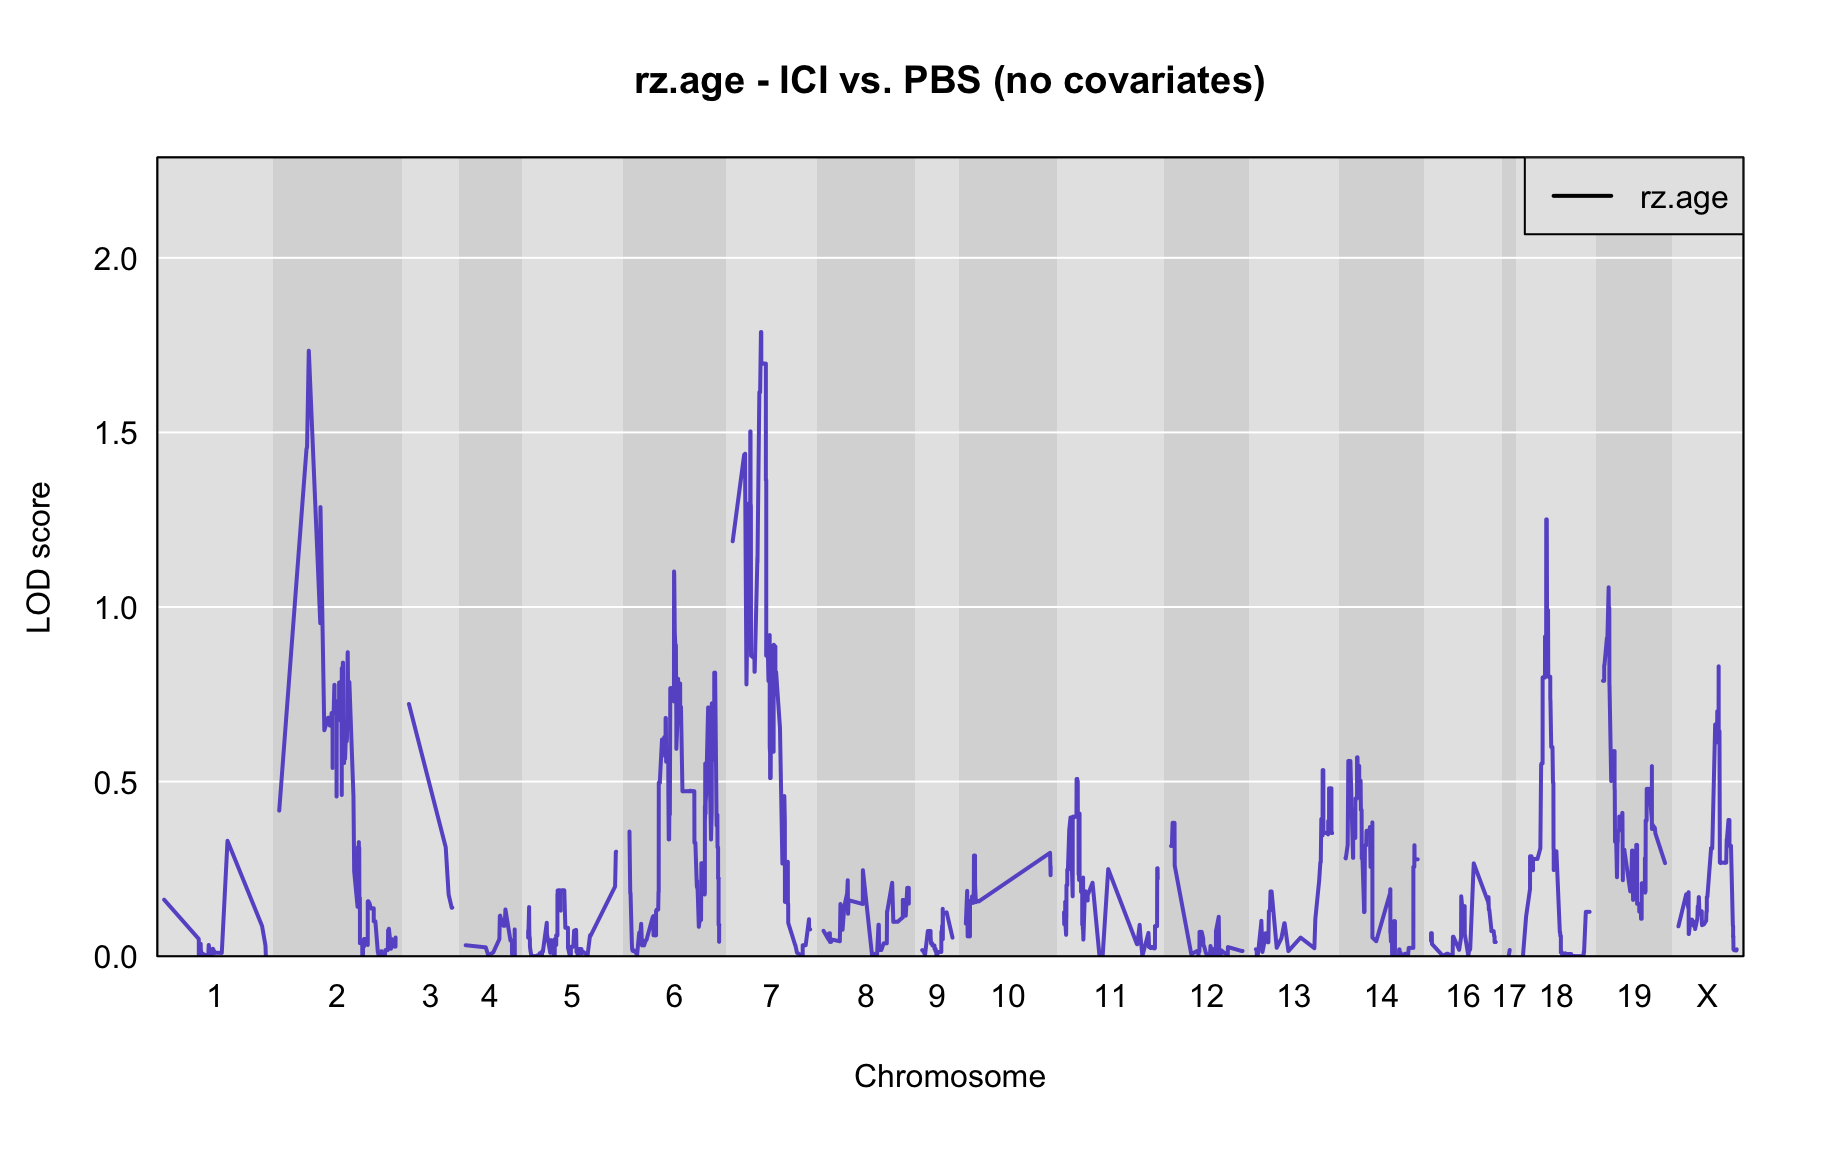 rz.age - ICI vs. PBS (no covariates)
rz.age
2.0
1.5
1.0
0.5
0.0
LOD score
1 2 3 4 5 6 7 8 9 10 11 12 13 14 16 17 18 19 X
Chromosome